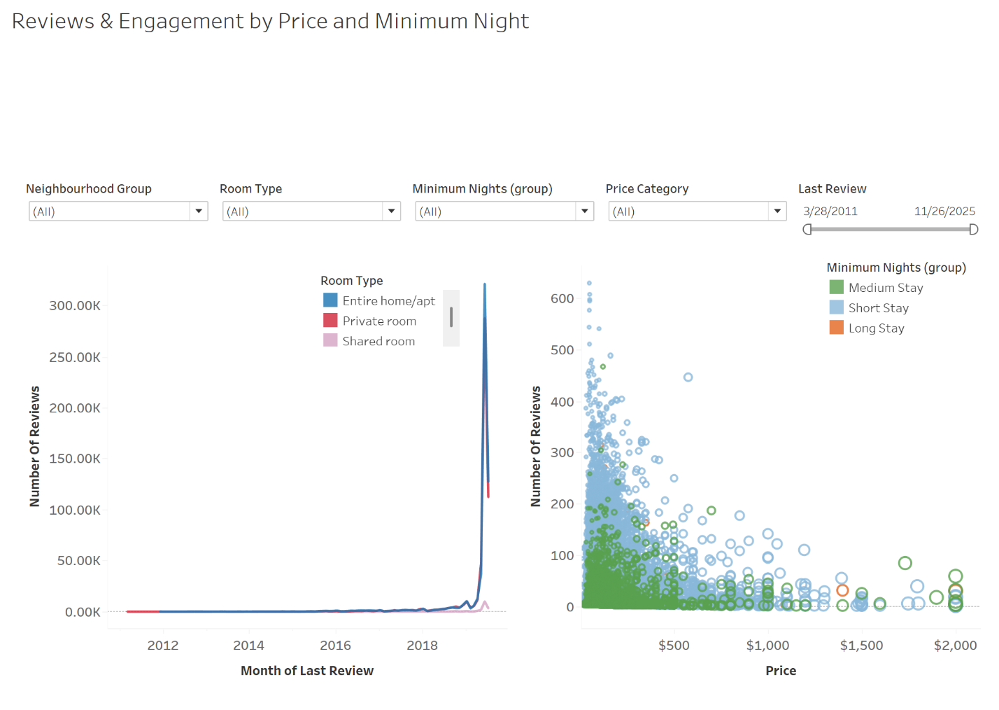 Reviews & Engagement by Price and Minimum Night
Neighbourhood Group
Room Type
Minimum Nights (group)
Price Category
Last Review
(All)
(All)
(All)
(All)
3/28/2011
11/26/2025
Room Type
Entire home/apt
Private room
Shared room
300.00K
250.00K
200.00K
150.00K
100.00K
50.00K
0.00K
Number Of Reviews
2012
2014
2016
2018
Month of Last Review
Minimum Nights (group)
Medium Stay
Short Stay
Long Stay
600
500
400
300
200
100
0
Number Of Reviews
$500
$1,000
$1,500
$2,000
Price